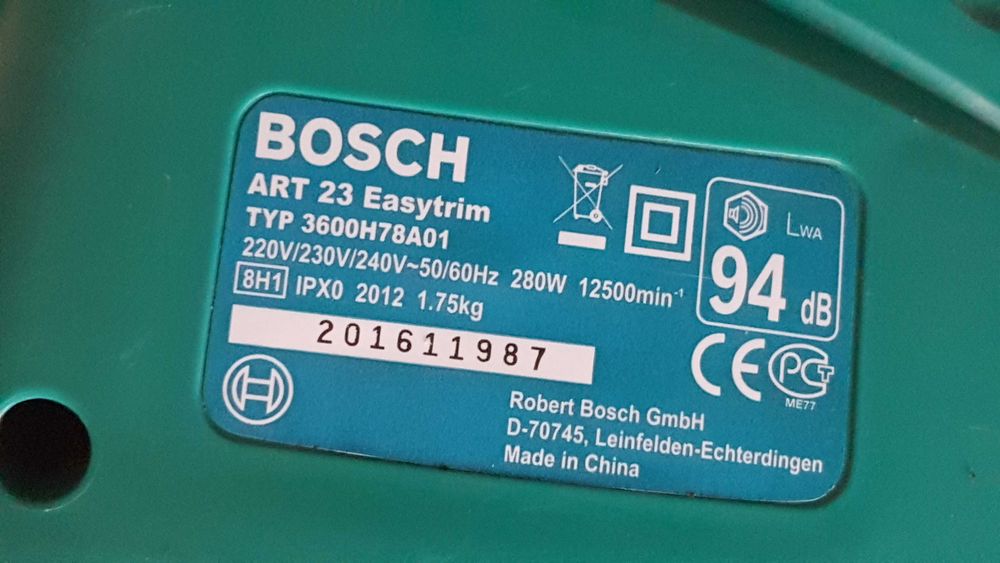 BOSCH
ART 23 Easytrim
TYP 3600H78A01
220V/230V/240V~50/60Hz 280W 12500min⁻¹
8H1 IPX0 2012 1.75kg
201611987
LWA
94 dB
CE PCT
ME77
Robert Bosch GmbH
D-70745, Leinfelden-Echterdingen
Made in China